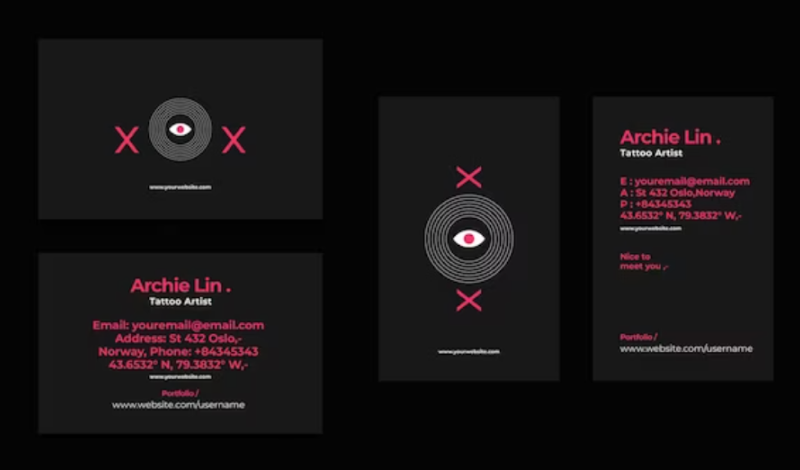 X X
www.yourwebsite.com
Archie Lin .
Tattoo Artist
Email: youremail@email.com
Address: St 432 Oslo,-
Norway, Phone: +84345343
43.6532° N, 79.3832° W,-
www.yourwebsite.com
Portfolio /
www.website.com/username
X
X
www.yourwebsite.com
Archie Lin .
Tattoo Artist
E : youremail@email.com
A : St 432 Oslo,Norway
P : +84345343
43.6532° N, 79.3832° W,-
www.yourwebsite.com
Nice to
meet you ,-
Portfolio /
www.website.com/username